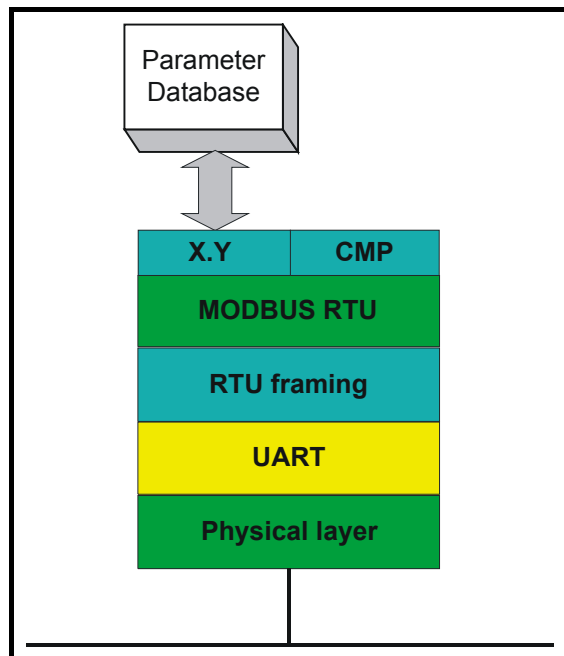 Parameter
Database
X.Y CMP
MODBUS RTU
RTU framing
UART
Physical layer